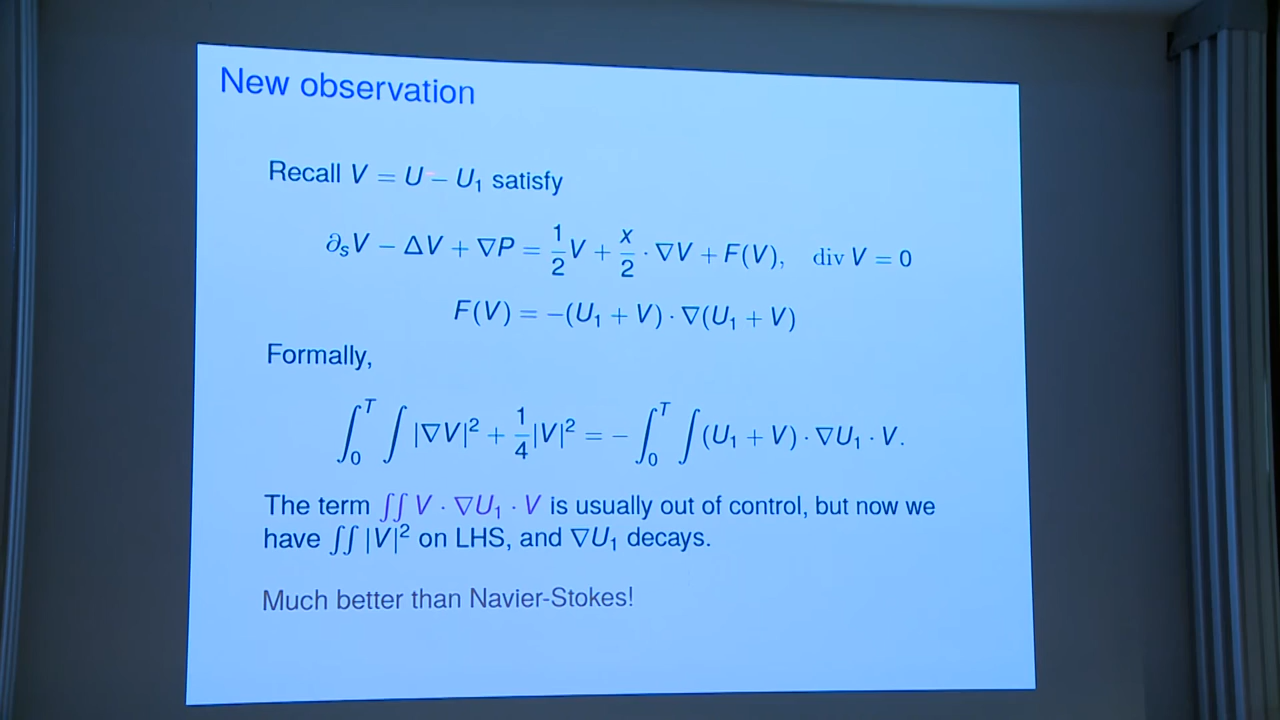 New observation
Recall V = U − U₁ satisfy
∂ₛV − ΔV + ∇P = 1/2 V + x/2 · ∇V + F(V), div V = 0
F(V) = −(U₁ + V) · ∇(U₁ + V)
Formally,
∫₀ᵀ ∫ |∇V|² + 1/4 |V|² = − ∫₀ᵀ ∫ (U₁ + V) · ∇U₁ · V.
The term ∫∫ V · ∇U₁ · V is usually out of control, but now we
have ∫∫ |V|² on LHS, and ∇U₁ decays.
Much better than Navier-Stokes!